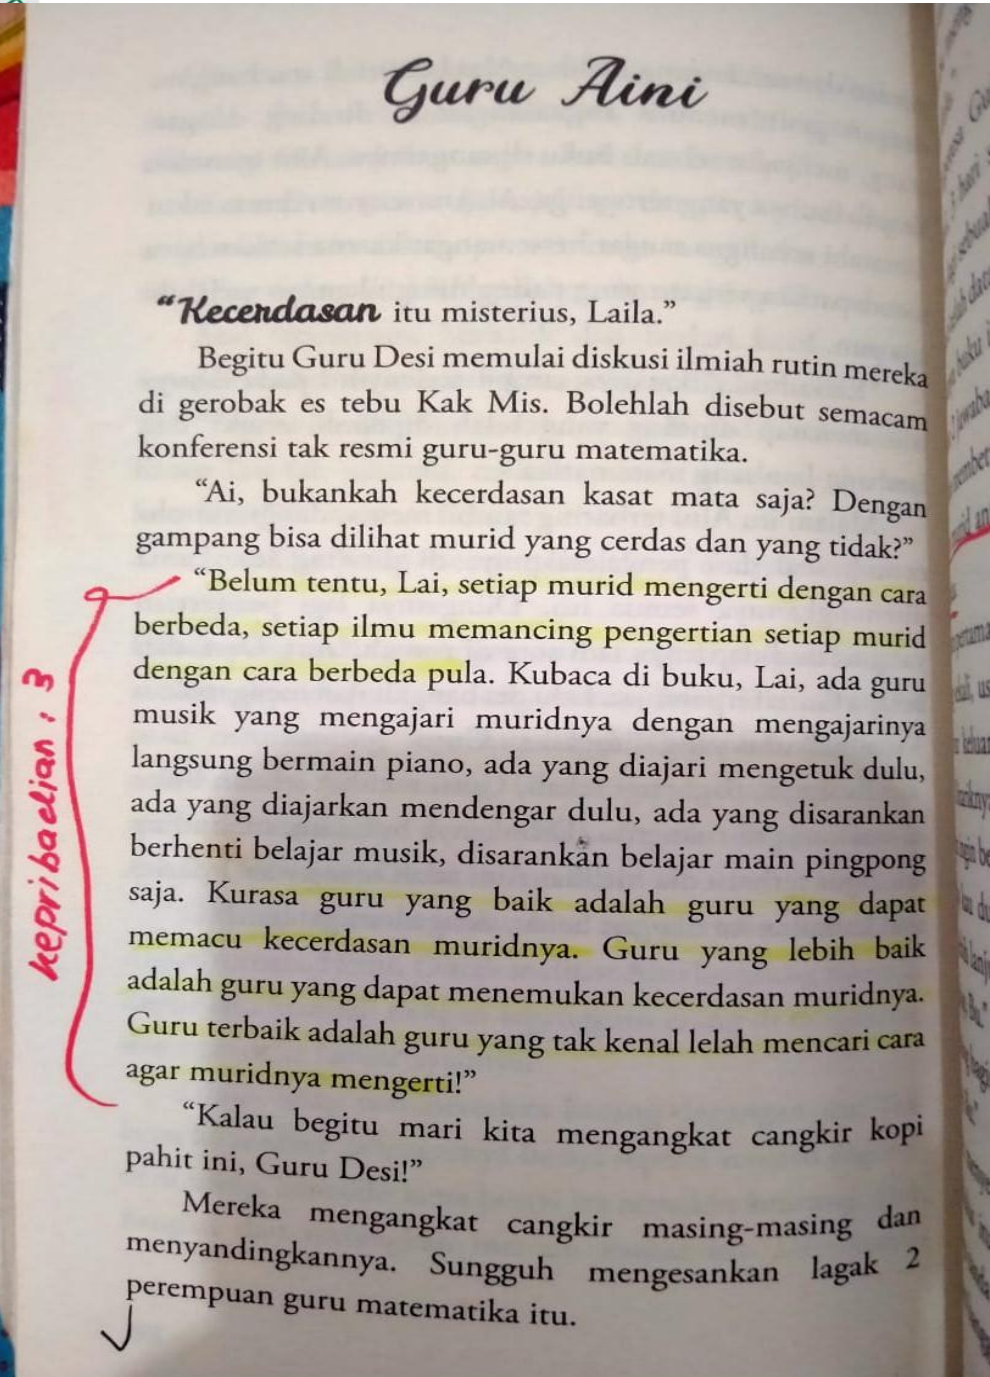 Guru Aini
“Kecerdasan itu misterius, Laila.”
Begitu Guru Desi memulai diskusi ilmiah rutin mereka
di gerobak es tebu Kak Mis. Bolehlah disebut semacam
konferensi tak resmi guru-guru matematika.
“Ai, bukankah kecerdasan kasat mata saja? Dengan
gampang bisa dilihat murid yang cerdas dan yang tidak?”
“Belum tentu, Lai, setiap murid mengerti dengan cara
berbeda, setiap ilmu memancing pengertian setiap murid
dengan cara berbeda pula. Kubaca di buku, Lai, ada guru
musik yang mengajari muridnya dengan mengajarinya
langsung bermain piano, ada yang diajari mengetuk dulu,
ada yang diajarkan mendengar dulu, ada yang disarankan
berhenti belajar musik, disarankan belajar main pingpong
saja. Kurasa guru yang baik adalah guru yang dapat
memacu kecerdasan muridnya. Guru yang lebih baik
adalah guru yang dapat menemukan kecerdasan muridnya.
Guru terbaik adalah guru yang tak kenal lelah mencari cara
agar muridnya mengerti!”
“Kalau begitu mari kita mengangkat cangkir kopi
pahit ini, Guru Desi!”
Mereka mengangkat cangkir masing-masing dan
menyandingkannya. Sungguh mengesankan lagak 2
perempuan guru matematika itu.
kepribadian : 3